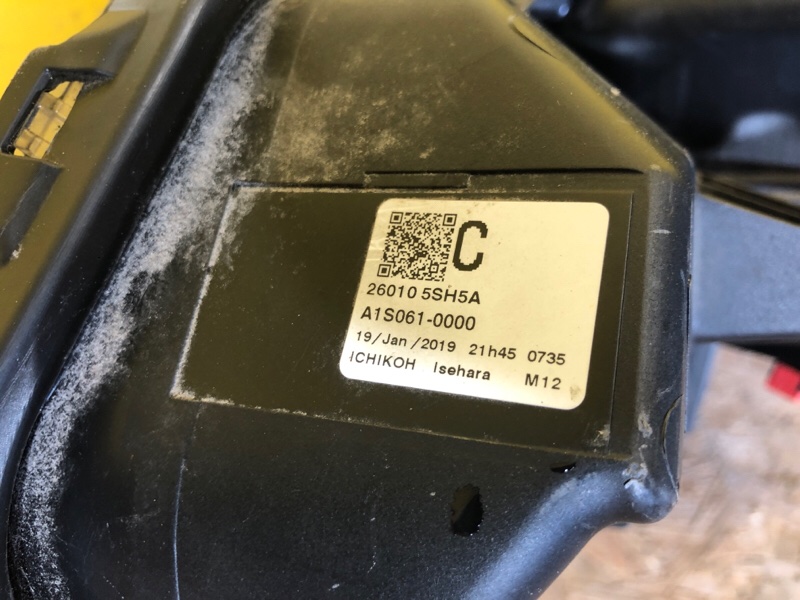 C
26010 5SH5A
A1S061-0000
19/Jan/2019 21h45 0735
ICHIKOH Isehara M12